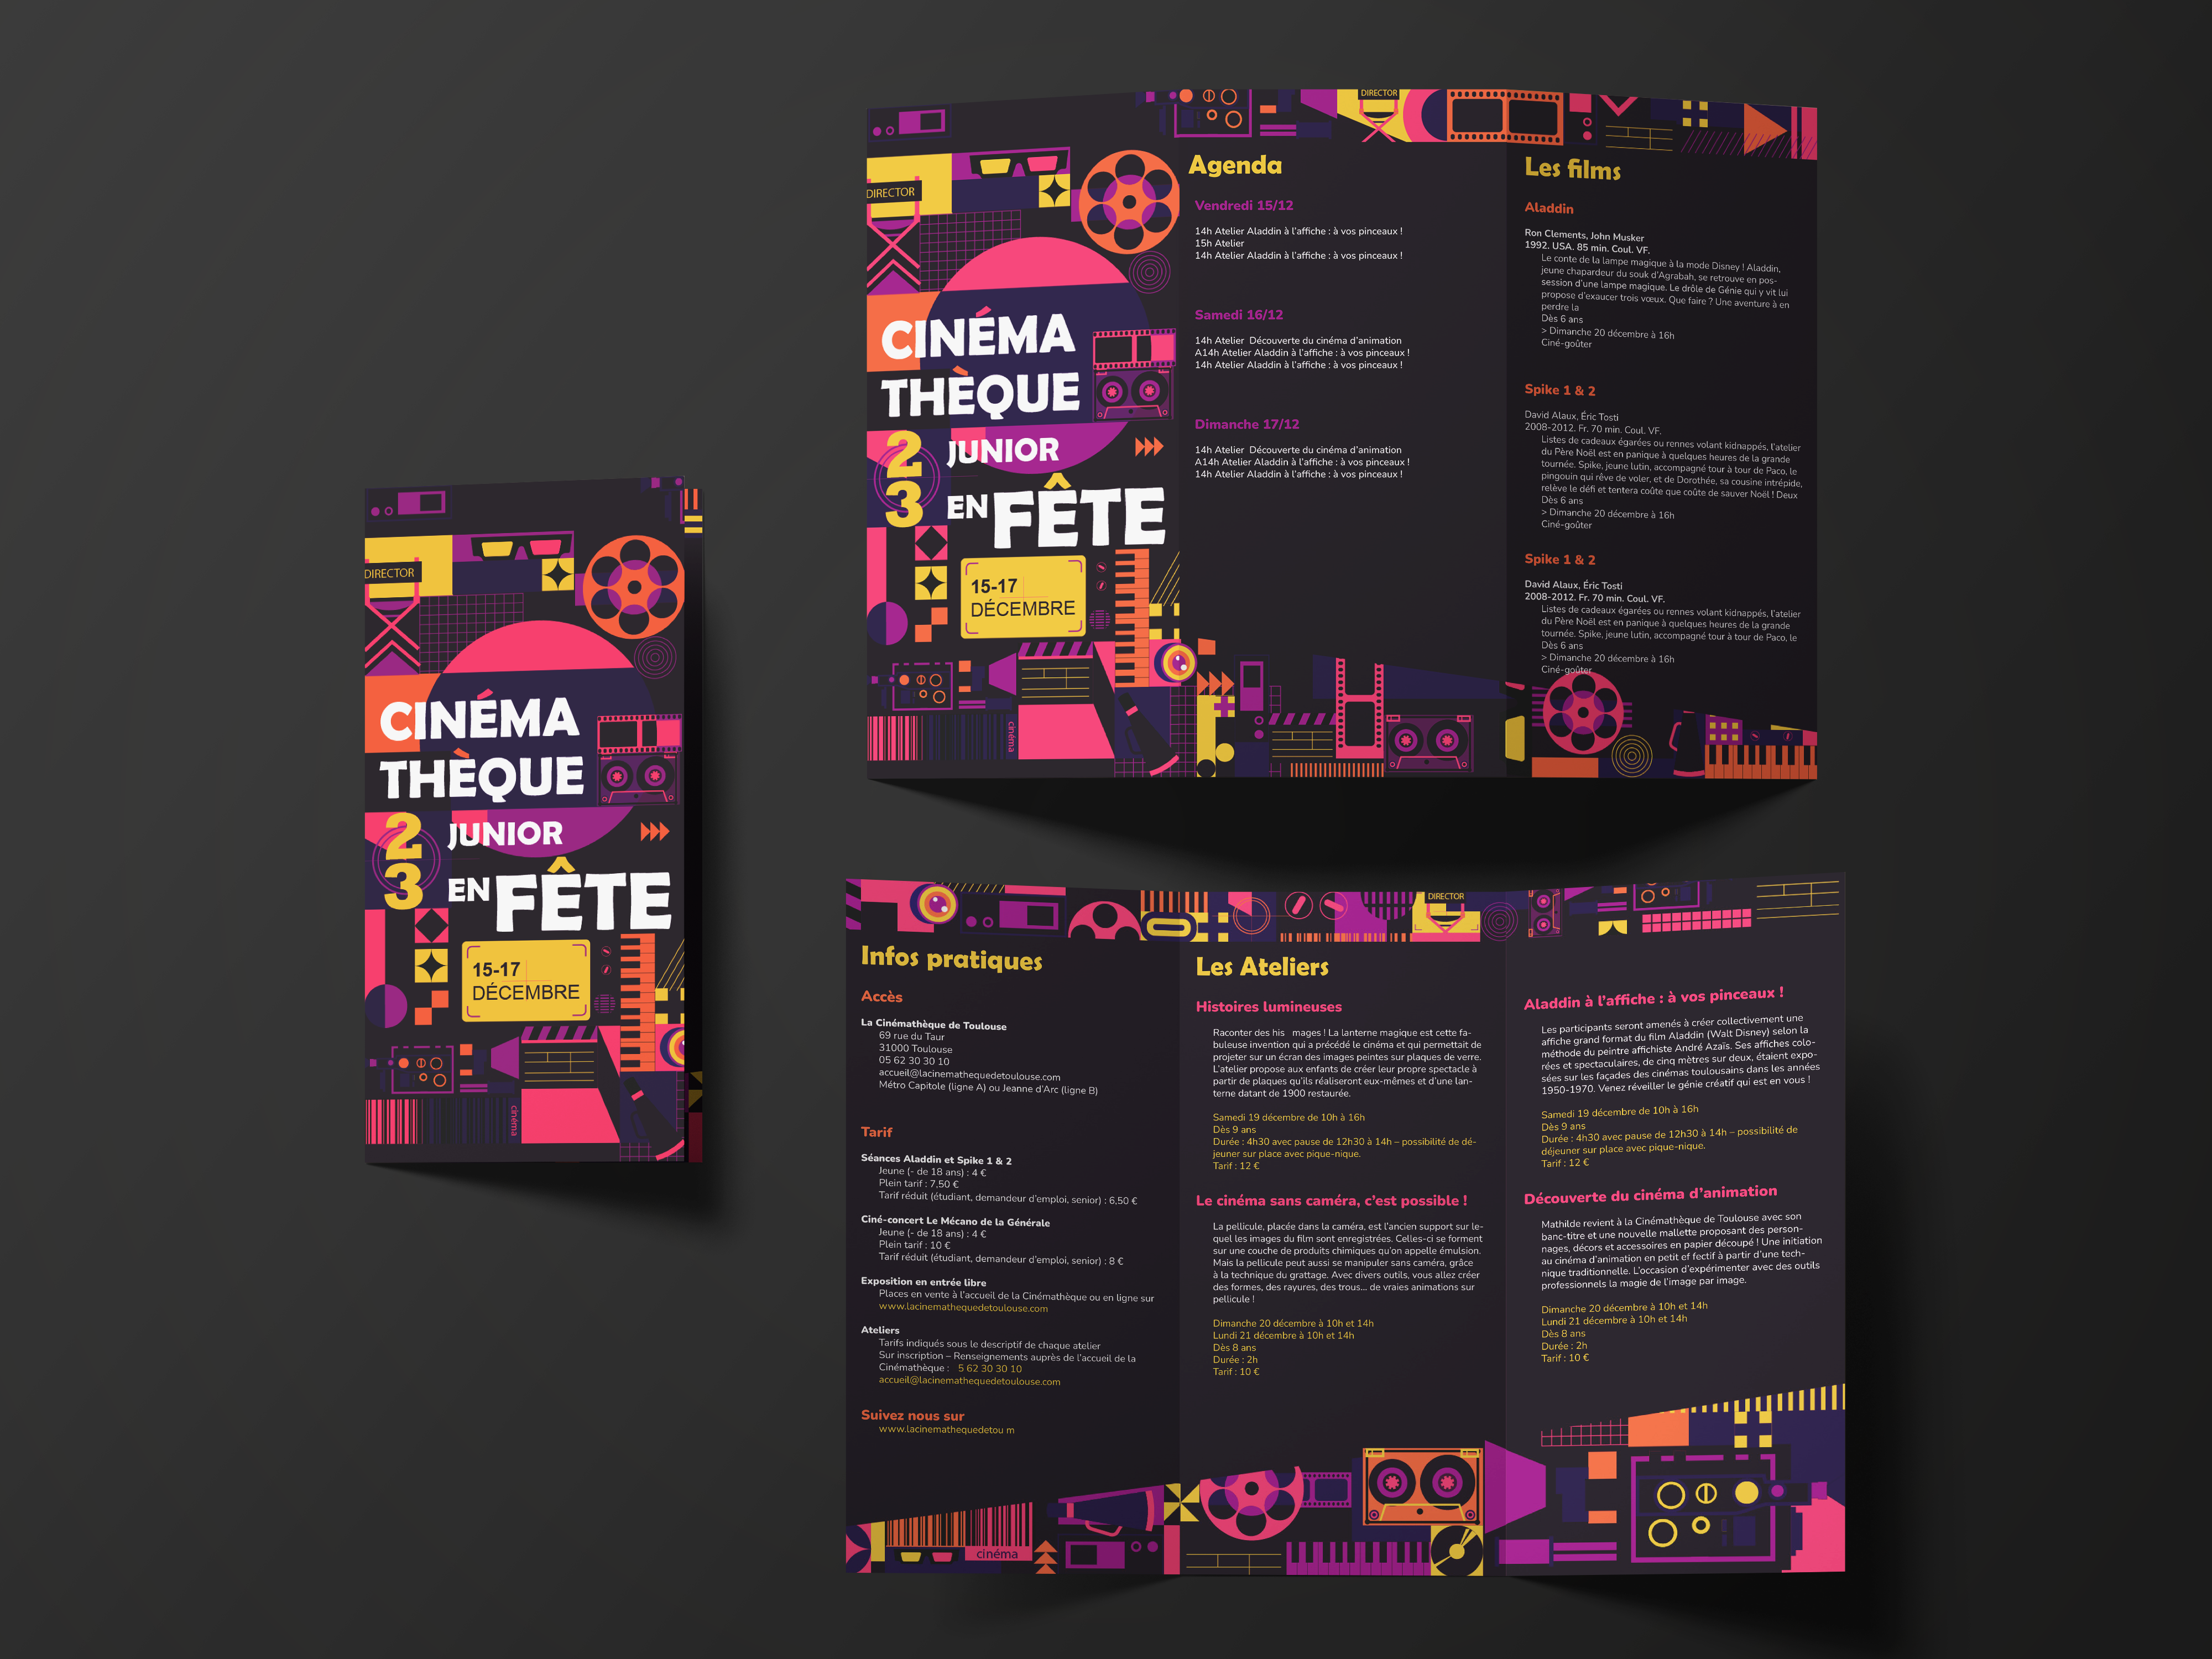 DIRECTOR
CINÉMA
THÈQUE
23
JUNIOR
EN FÊTE
15-17
DÉCEMBRE
cinéma
DIRECTOR
CINÉMA
THÈQUE
23
JUNIOR
EN FÊTE
15-17
DÉCEMBRE
cinéma
DIRECTOR
Agenda
Vendredi 15/12
14h Atelier Aladdin à l'affiche : à vos pinceaux !
15h Atelier
14h Atelier Aladdin à l'affiche : à vos pinceaux !
Samedi 16/12
14h Atelier Découverte du cinéma d'animation
A14h Atelier Aladdin à l'affiche : à vos pinceaux !
14h Atelier Aladdin à l'affiche : à vos pinceaux !
Dimanche 17/12
14h Atelier Découverte du cinéma d'animation
A14h Atelier Aladdin à l'affiche : à vos pinceaux !
14h Atelier Aladdin à l'affiche : à vos pinceaux !
Les films
Aladdin
Ron Clements, John Musker
1992. USA. 85 min. Coul. VF.
Le conte de la lampe magique à la mode Disney ! Aladdin,
jeune chapardeur du souk d'Agrabah, se retrouve en pos-
session d'une lampe magique. Le drôle de Génie qui y vit lui
propose d'exaucer trois vœux. Que faire ? Une aventure à en
perdre la
Dès 6 ans
> Dimanche 20 décembre à 16h
Ciné-goûter
Spike 1 & 2
David Alaux, Éric Tosti
2008-2012. Fr. 70 min. Coul. VF.
Listes de cadeaux égarées ou rennes volant kidnappés, l'atelier
du Père Noël est en panique à quelques heures de la grande
tournée. Spike, jeune lutin, accompagné tour à tour de Paco, le
pingouin qui rêve de voler, et de Dorothée, sa cousine intrépide,
relève le défi et tentera coûte que coûte de sauver Noël ! Deux
Dès 6 ans
> Dimanche 20 décembre à 16h
Ciné-goûter
Spike 1 & 2
David Alaux, Éric Tosti
2008-2012. Fr. 70 min. Coul. VF.
Listes de cadeaux égarées ou rennes volant kidnappés, l'atelier
du Père Noël est en panique à quelques heures de la grande
tournée. Spike, jeune lutin, accompagné tour à tour de Paco, le
Dès 6 ans
> Dimanche 20 décembre à 16h
Ciné-goûter
DIRECTOR
Infos pratiques
Accès
La Cinémathèque de Toulouse
69 rue du Taur
31000 Toulouse
05 62 30 30 10
accueil@lacinemathequedetoulouse.com
Métro Capitole (ligne A) ou Jeanne d'Arc (ligne B)
Tarif
Séances Aladdin et Spike 1 & 2
Jeune (- de 18 ans) : 4 €
Plein tarif : 7,50 €
Tarif réduit (étudiant, demandeur d'emploi, senior) : 6,50 €
Ciné-concert Le Mécano de la Générale
Jeune (- de 18 ans) : 4 €
Plein tarif : 10 €
Tarif réduit (étudiant, demandeur d'emploi, senior) : 8 €
Exposition en entrée libre
Places en vente à l'accueil de la Cinémathèque ou en ligne sur
www.lacinemathequedetoulouse.com
Ateliers
Tarifs indiqués sous le descriptif de chaque atelier
Sur inscription – Renseignements auprès de l'accueil de la
Cinémathèque : 5 62 30 30 10
accueil@lacinemathequedetoulouse.com
Suivez nous sur
www.lacinemathequedetou m
cinéma
Les Ateliers
Histoires lumineuses
Raconter des his mages ! La lanterne magique est cette fa-
buleuse invention qui a précédé le cinéma et qui permettait de
projeter sur un écran des images peintes sur plaques de verre.
L'atelier propose aux enfants de créer leur propre spectacle à
partir de plaques qu'ils réaliseront eux-mêmes et d'une lan-
terne datant de 1900 restaurée.
Samedi 19 décembre de 10h à 16h
Dès 9 ans
Durée : 4h30 avec pause de 12h30 à 14h – possibilité de dé-
jeuner sur place avec pique-nique.
Tarif : 12 €
Le cinéma sans caméra, c'est possible !
La pellicule, placée dans la caméra, est l'ancien support sur le-
quel les images du film sont enregistrées. Celles-ci se forment
sur une couche de produits chimiques qu'on appelle émulsion.
Mais la pellicule peut aussi se manipuler sans caméra, grâce
à la technique du grattage. Avec divers outils, vous allez créer
des formes, des rayures, des trous... de vraies animations sur
pellicule !
Dimanche 20 décembre à 10h et 14h
Lundi 21 décembre à 10h et 14h
Dès 8 ans
Durée : 2h
Tarif : 10 €
Aladdin à l'affiche : à vos pinceaux !
Les participants seront amenés à créer collectivement une
affiche grand format du film Aladdin (Walt Disney) selon la
méthode du peintre affichiste André Azaïs. Ses affiches colo-
rées et spectaculaires, de cinq mètres sur deux, étaient expo-
sées sur les façades des cinémas toulousains dans les années
1950-1970. Venez réveiller le génie créatif qui est en vous !
Samedi 19 décembre de 10h à 16h
Dès 9 ans
Durée : 4h30 avec pause de 12h30 à 14h – possibilité de
déjeuner sur place avec pique-nique.
Tarif : 12 €
Découverte du cinéma d'animation
Mathilde revient à la Cinémathèque de Toulouse avec son
banc-titre et une nouvelle mallette proposant des person-
nages, décors et accessoires en papier découpé ! Une initiation
au cinéma d'animation en petit ef fectif à partir d'une tech-
nique traditionnelle. L'occasion d'expérimenter avec des outils
professionnels la magie de l'image par image.
Dimanche 20 décembre à 10h et 14h
Lundi 21 décembre à 10h et 14h
Dès 8 ans
Durée : 2h
Tarif : 10 €